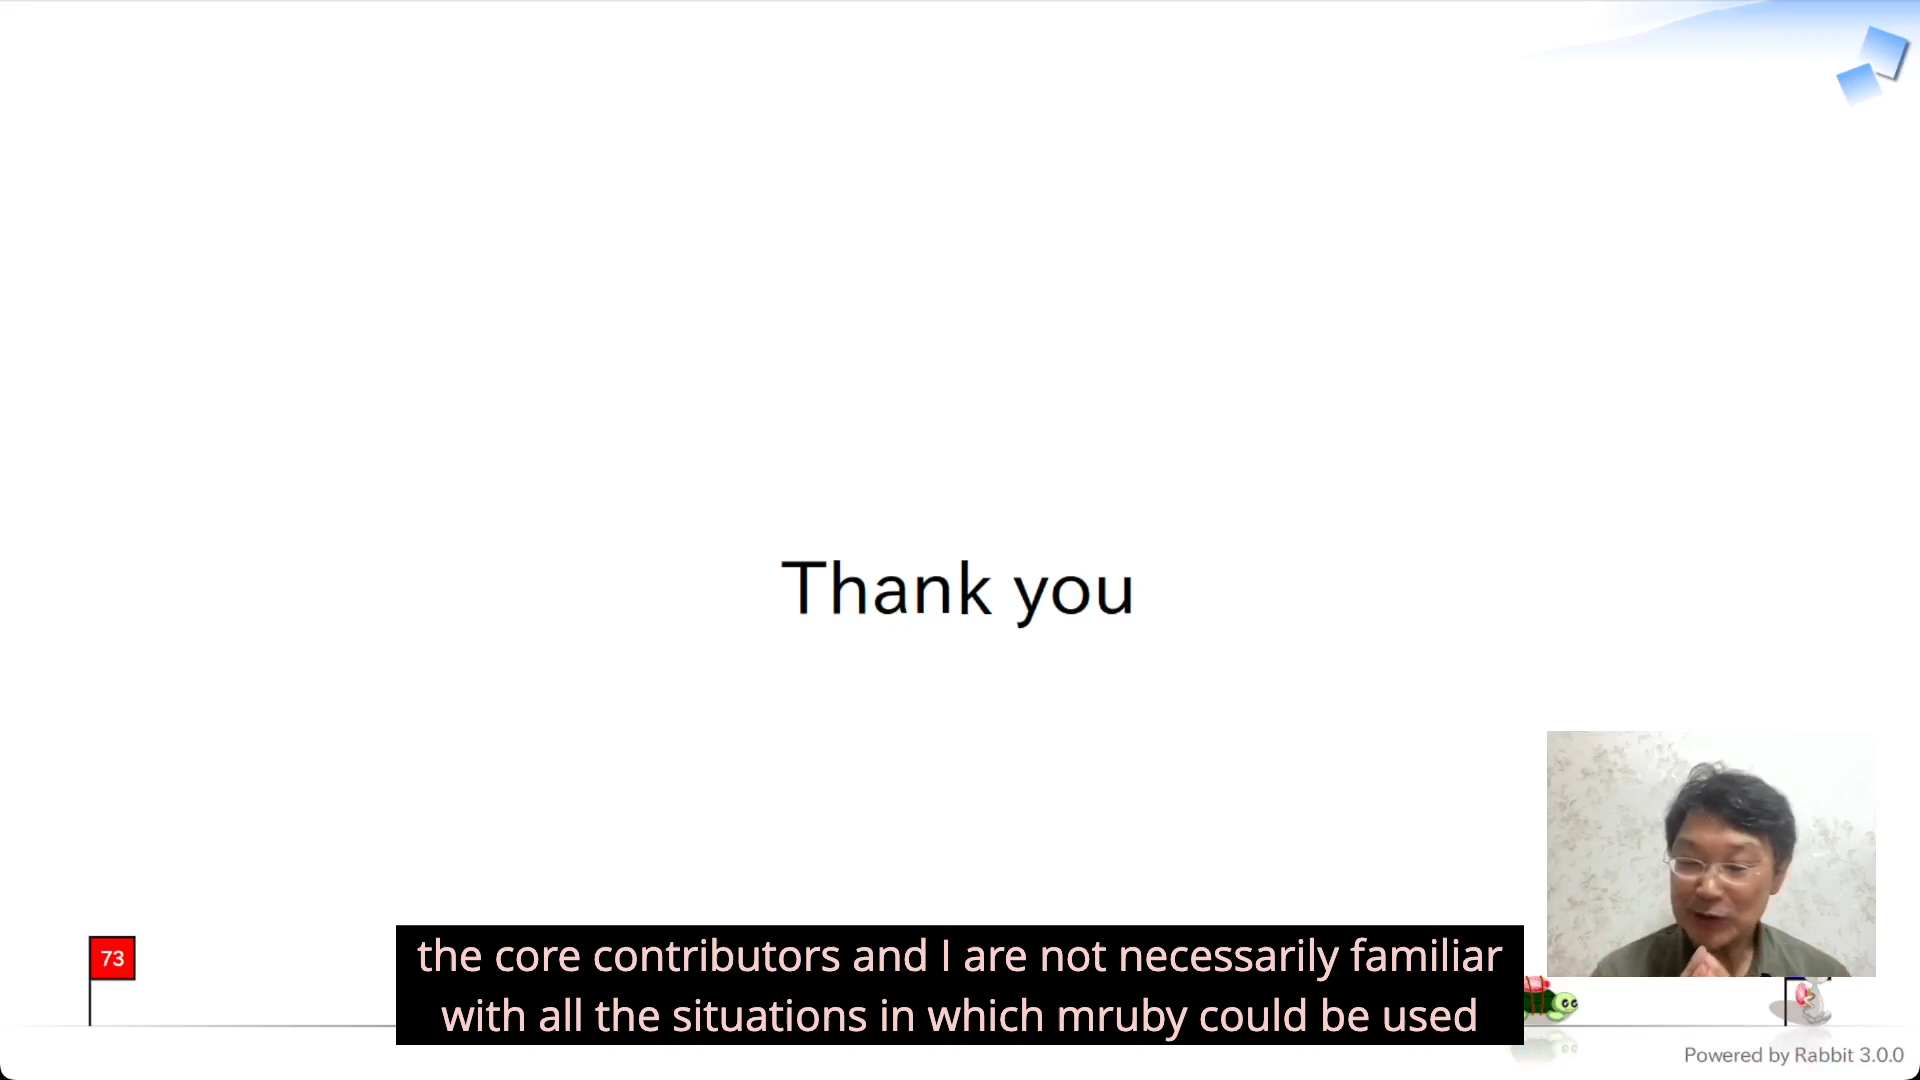 Thank you
73
the core contributors and I are not necessarily familiar
with all the situations in which mruby could be used
Powered by Rabbit 3.0.0